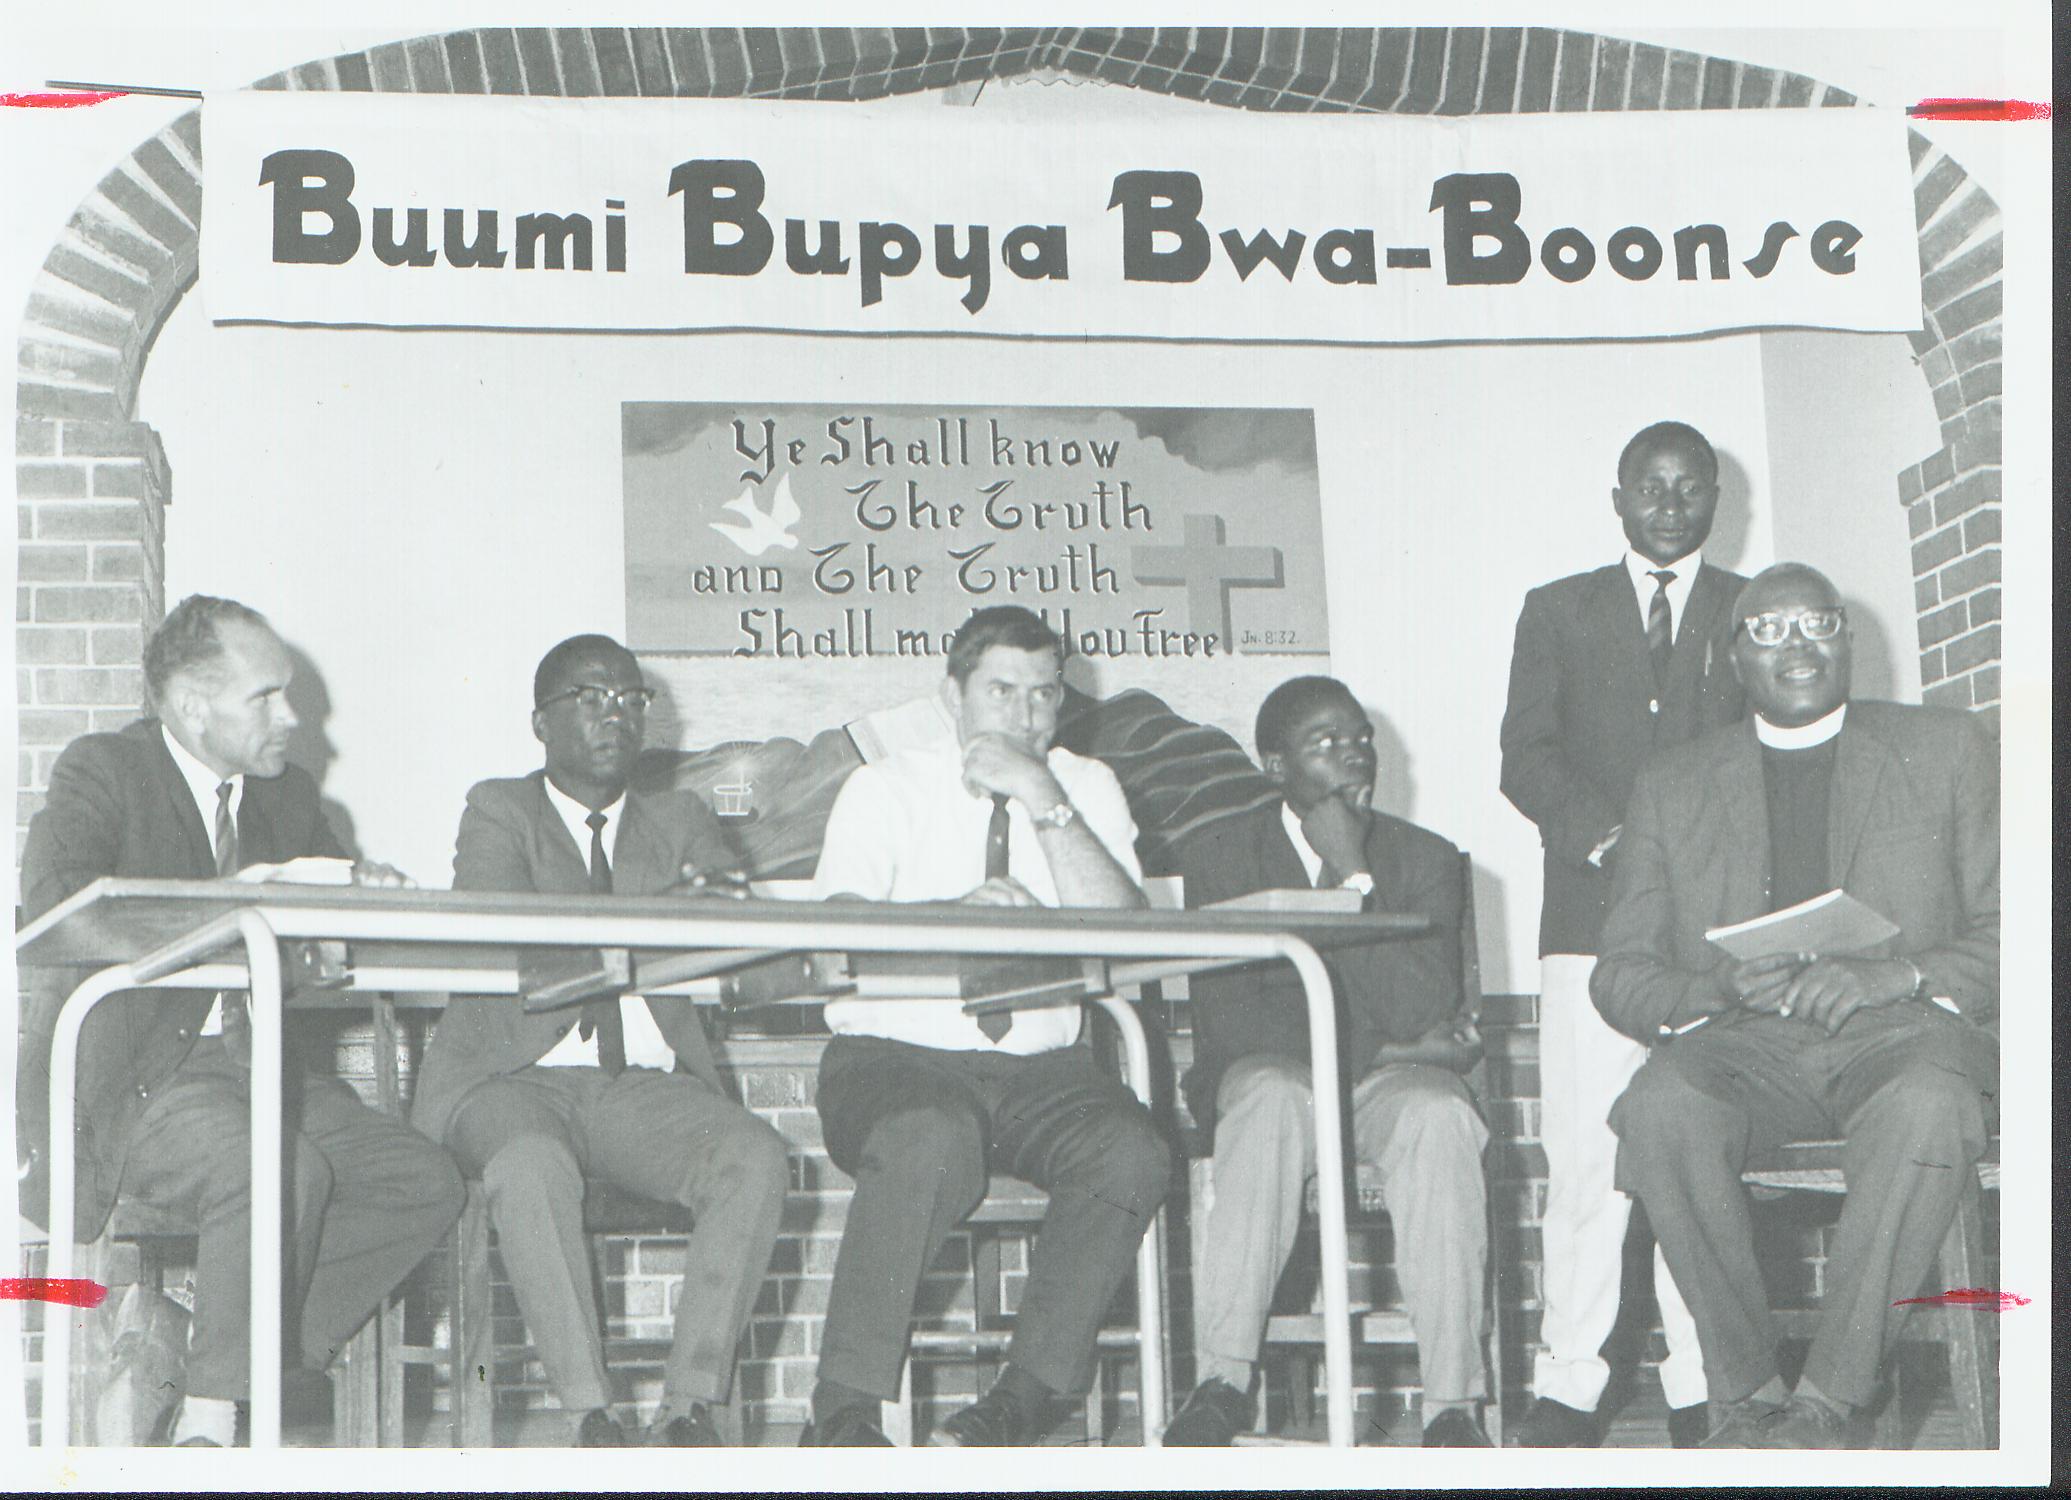 Buumi Bupya Bwa-Boonse
Ye Shall know
The Truth
and The Truth
Shall You Free
Jn. 8:32.